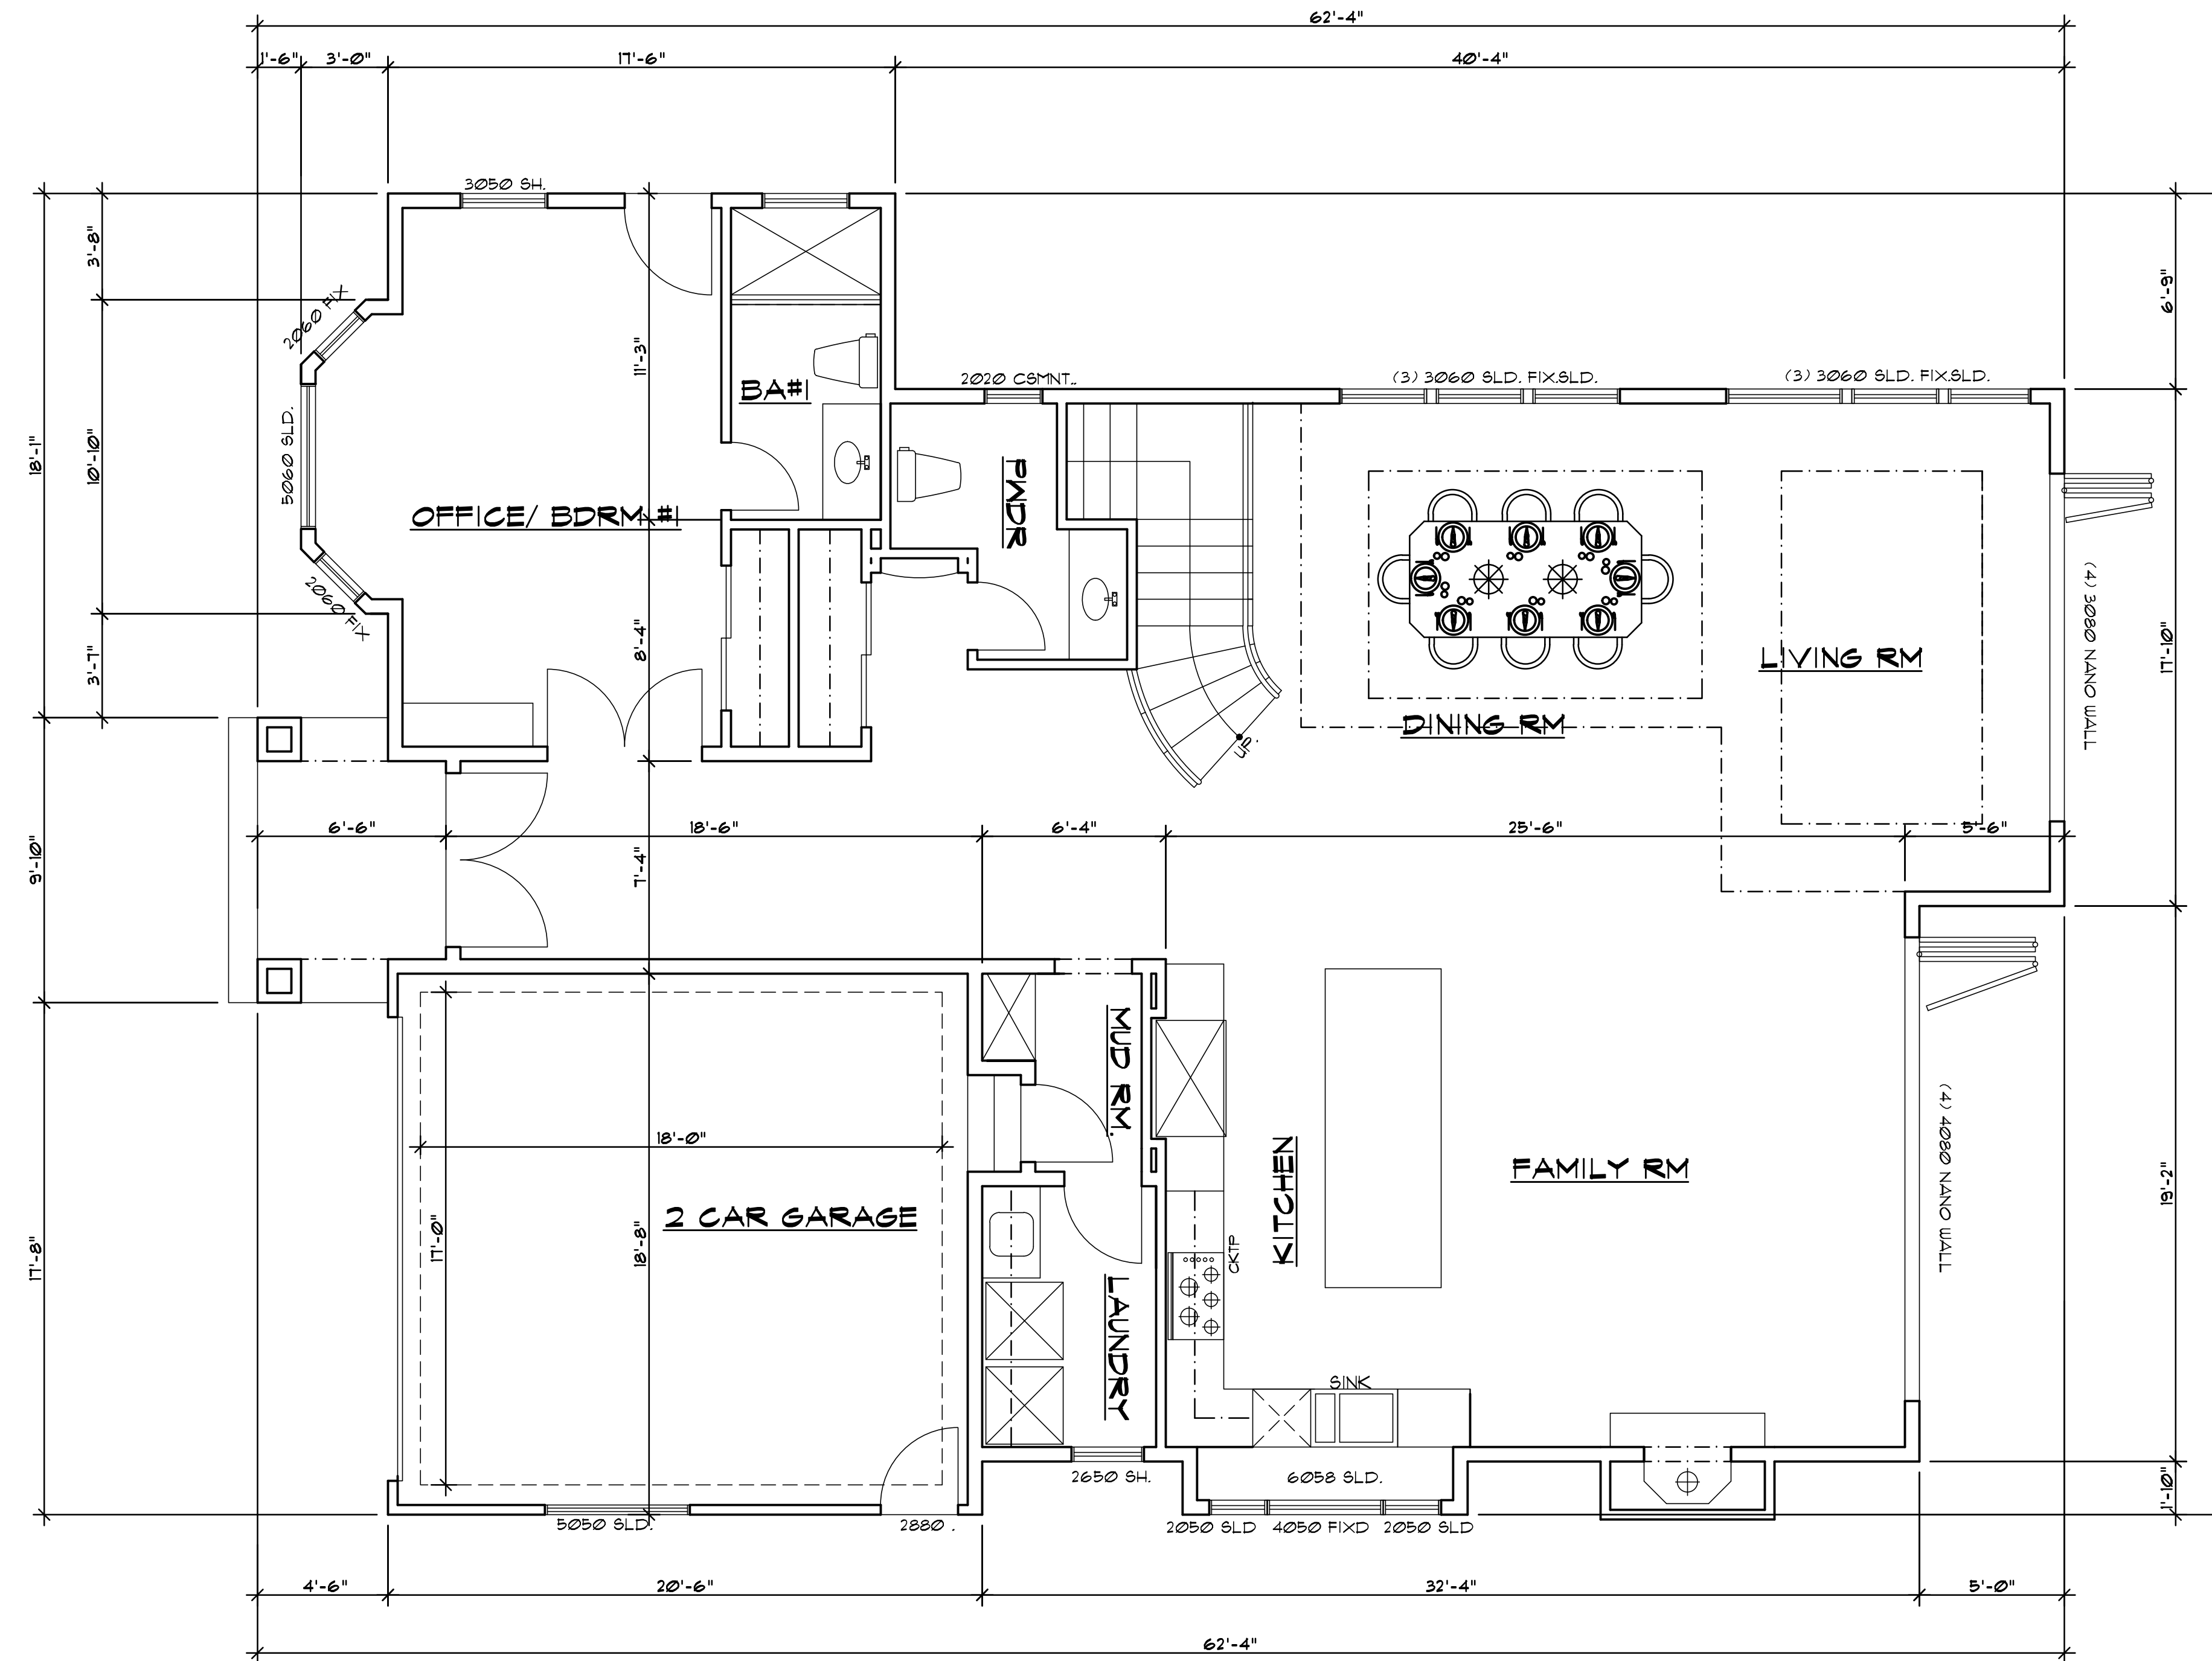 62'-4"
1'-6" 3'-0" 17'-6" 40'-4"
3050 SH.
3'-8"
6'-9"
2060 FIX
11'-3"
BA#1
2020 CSMNT..
(3) 3060 SLD. FIX.SLD.
(3) 3060 SLD. FIX.SLD.
18'-1"
10'-10"
5060 SLD.
OFFICE/ BDRM #1
PWDR
2060 FIX
3'-7"
8'-4"
LIVING RM
(4) 3080 NANO WALL
17'-10"
DINING RM
UP.
6'-6" 18'-6" 6'-4" 25'-6" 5'-6"
9'-10"
7'-4"
MUD RM.
18'-0"
KITCHEN
FAMILY RM
(4) 4080 NANO WALL
19'-2"
2 CAR GARAGE
17'-0"
18'-8"
17'-8"
CKTP
LAUNDRY
SINK
2650 SH.
6058 SLD.
1'-10"
5050 SLD.
2880 .
2050 SLD 4050 FIXD 2050 SLD
4'-6" 20'-6" 32'-4" 5'-0"
62'-4"